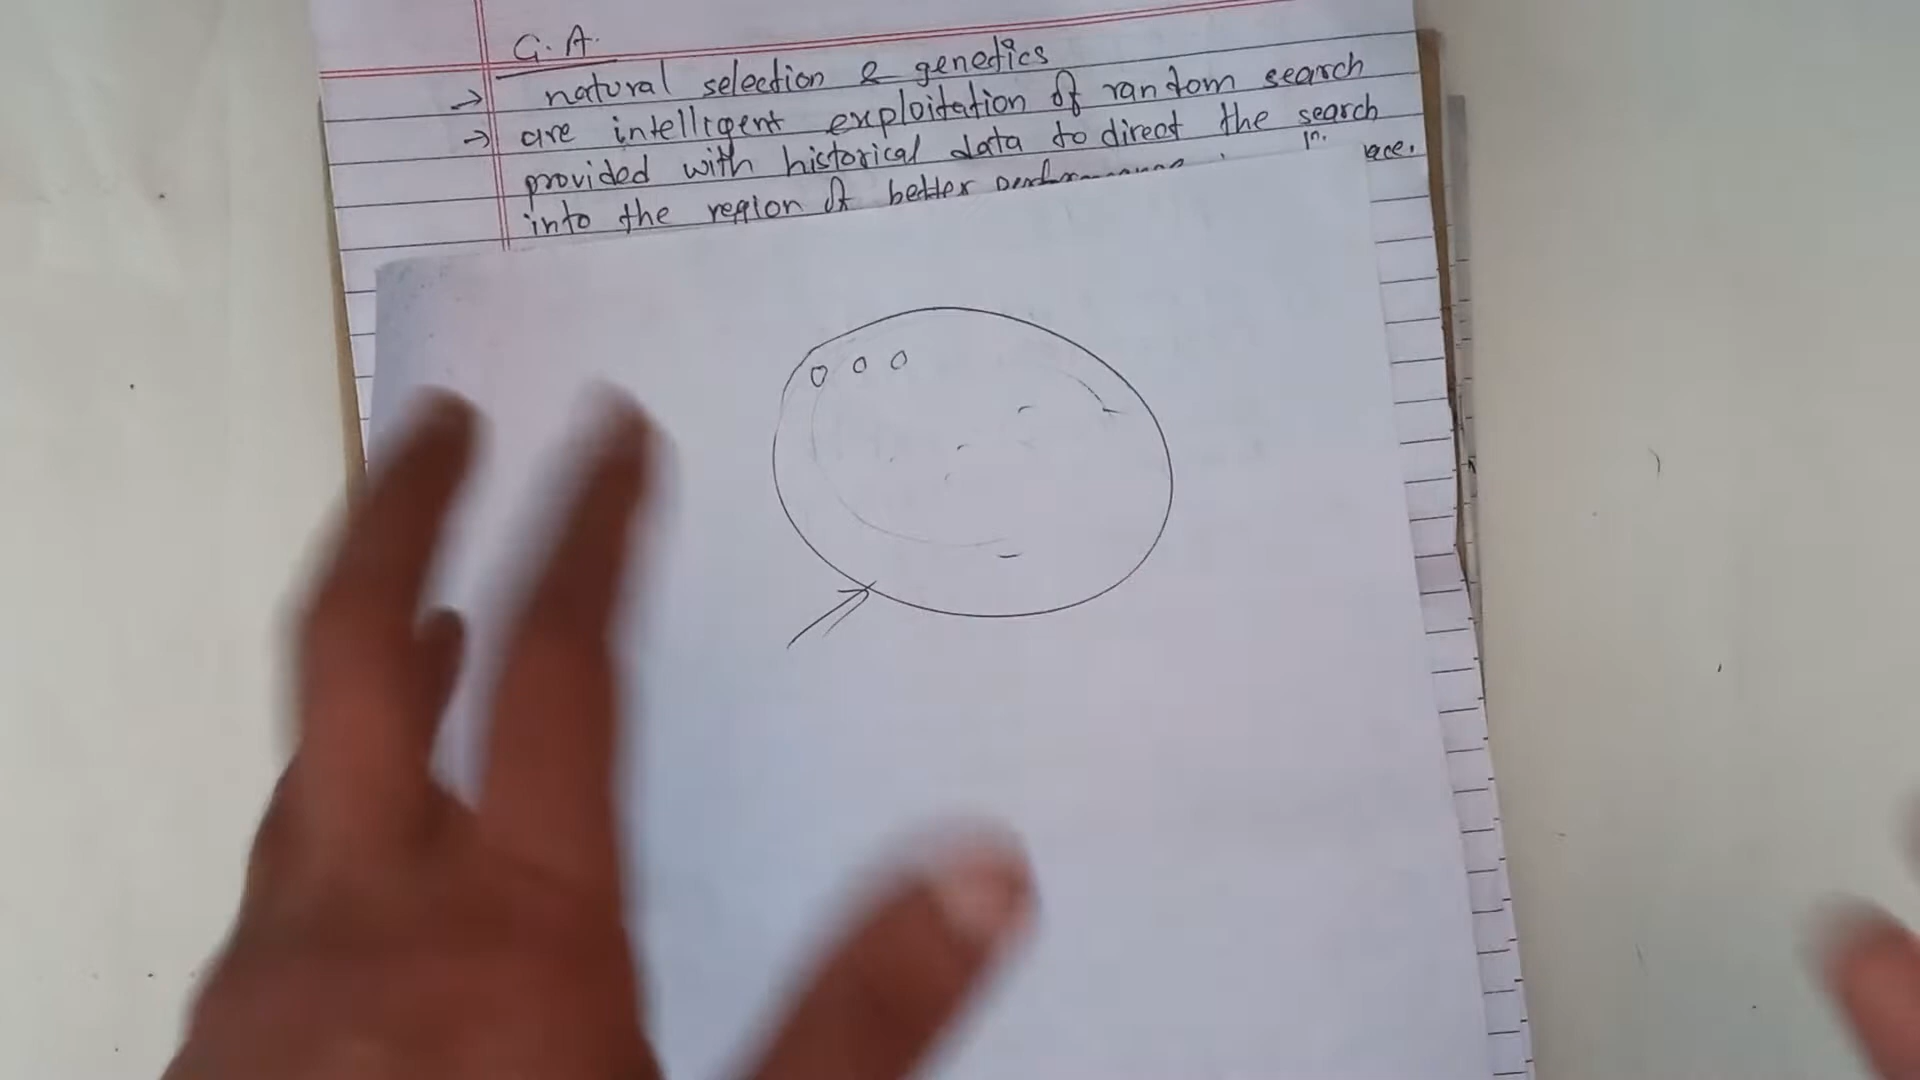 G. A.
→ natural selection & genetics
→ are intelligent exploitation of random search
provided with historical data to direct the search
into the region of better in